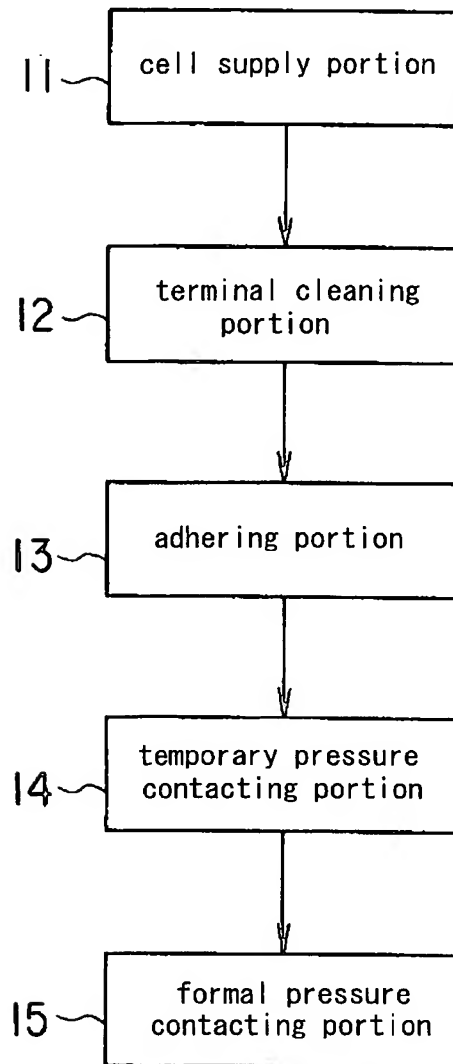 11
cell supply portion
12
terminal cleaning
portion
13
adhering portion
14
temporary pressure
contacting portion
15
formal pressure
contacting portion